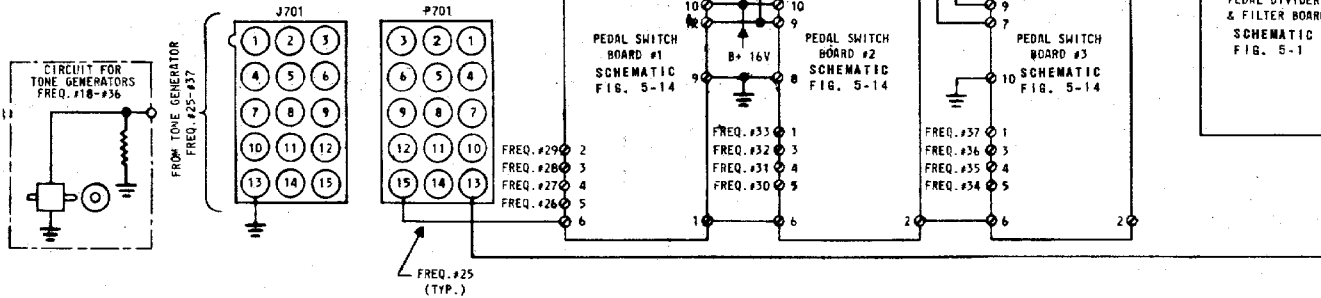 J701
P701
1 2 3
4 5 6
7 8 9
10 11 12
13 14 15
3 2 1
6 5 4
9 8 7
12 11 10
15 14 13
CIRCUIT FOR
TONE GENERATORS
FREQ.#18-#36
FROM TONE GENERATOR
FREQ.#25-#37
FREQ.#25
(TYP.)
FREQ.#29 2
FREQ.#28 3
FREQ.#27 4
FREQ.#26 5
6
PEDAL SWITCH
BOARD #1
SCHEMATIC
FIG. 5-14
10
9
1
B+ 16V
10
9
8
PEDAL SWITCH
BOARD #2
SCHEMATIC
FIG. 5-14
FREQ.#33 1
FREQ.#32 3
FREQ.#31 4
FREQ.#30 5
6
2
9
7
10
PEDAL SWITCH
BOARD #3
SCHEMATIC
FIG. 5-14
FREQ.#37 1
FREQ.#36 3
FREQ.#35 4
FREQ.#34 5
6
2
PEDAL DIVIDER
& FILTER BOARD
SCHEMATIC
FIG. 5-1